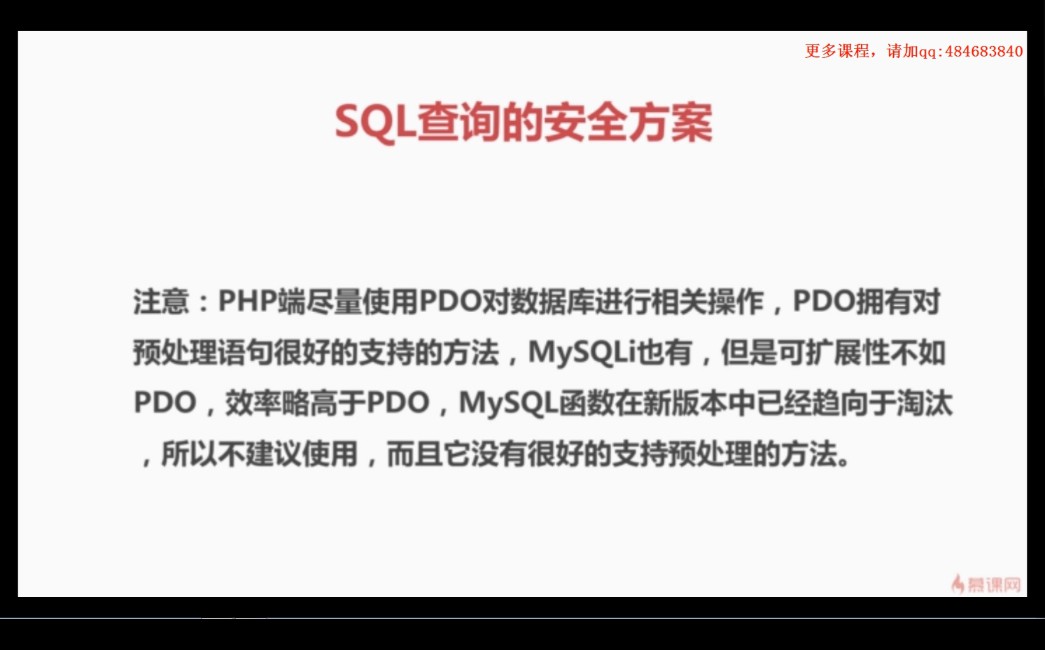 更多课程，请加qq:484683840
SQL查询的安全方案
注意：PHP端尽量使用PDO对数据库进行相关操作，PDO拥有对
预处理语句很好的支持的方法，MySQLi也有，但是可扩展性不如
PDO，效率略高于PDO，MySQL函数在新版本中已经趋向于淘汰
，所以不建议使用，而且它没有很好的支持预处理的方法。
慕课网